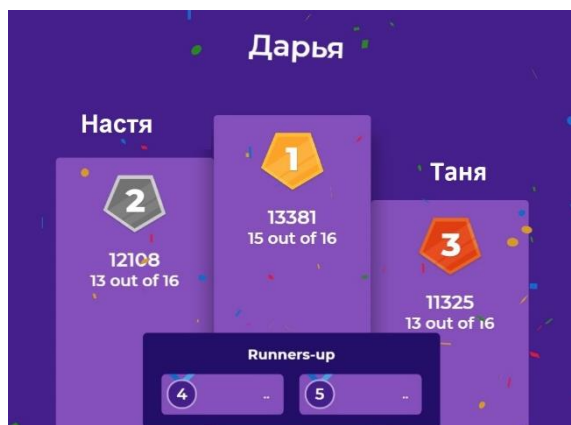 Дарья
Настя
1
Таня
2
13381
15 out of 16
3
12108
13 out of 16
11325
13 out of 16
Runners-up
4 ..
5 ..